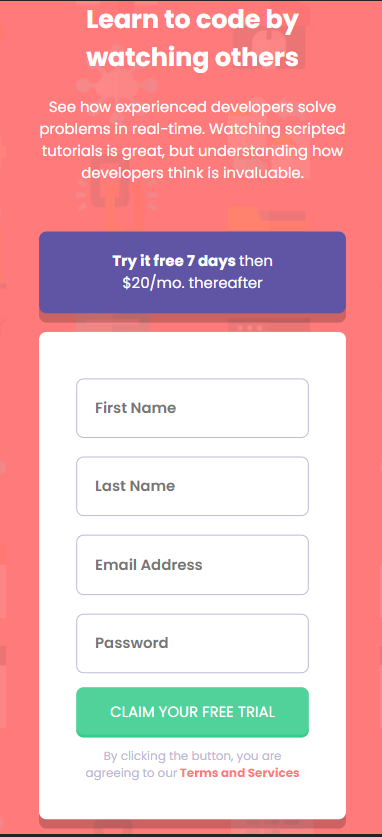 Learn to code by
watching others
See how experienced developers solve
problems in real-time. Watching scripted
tutorials is great, but understanding how
developers think is invaluable.
Try it free 7 days then
$20/mo. thereafter
First Name
Last Name
Email Address
Password
CLAIM YOUR FREE TRIAL
By clicking the button, you are
agreeing to our Terms and Services